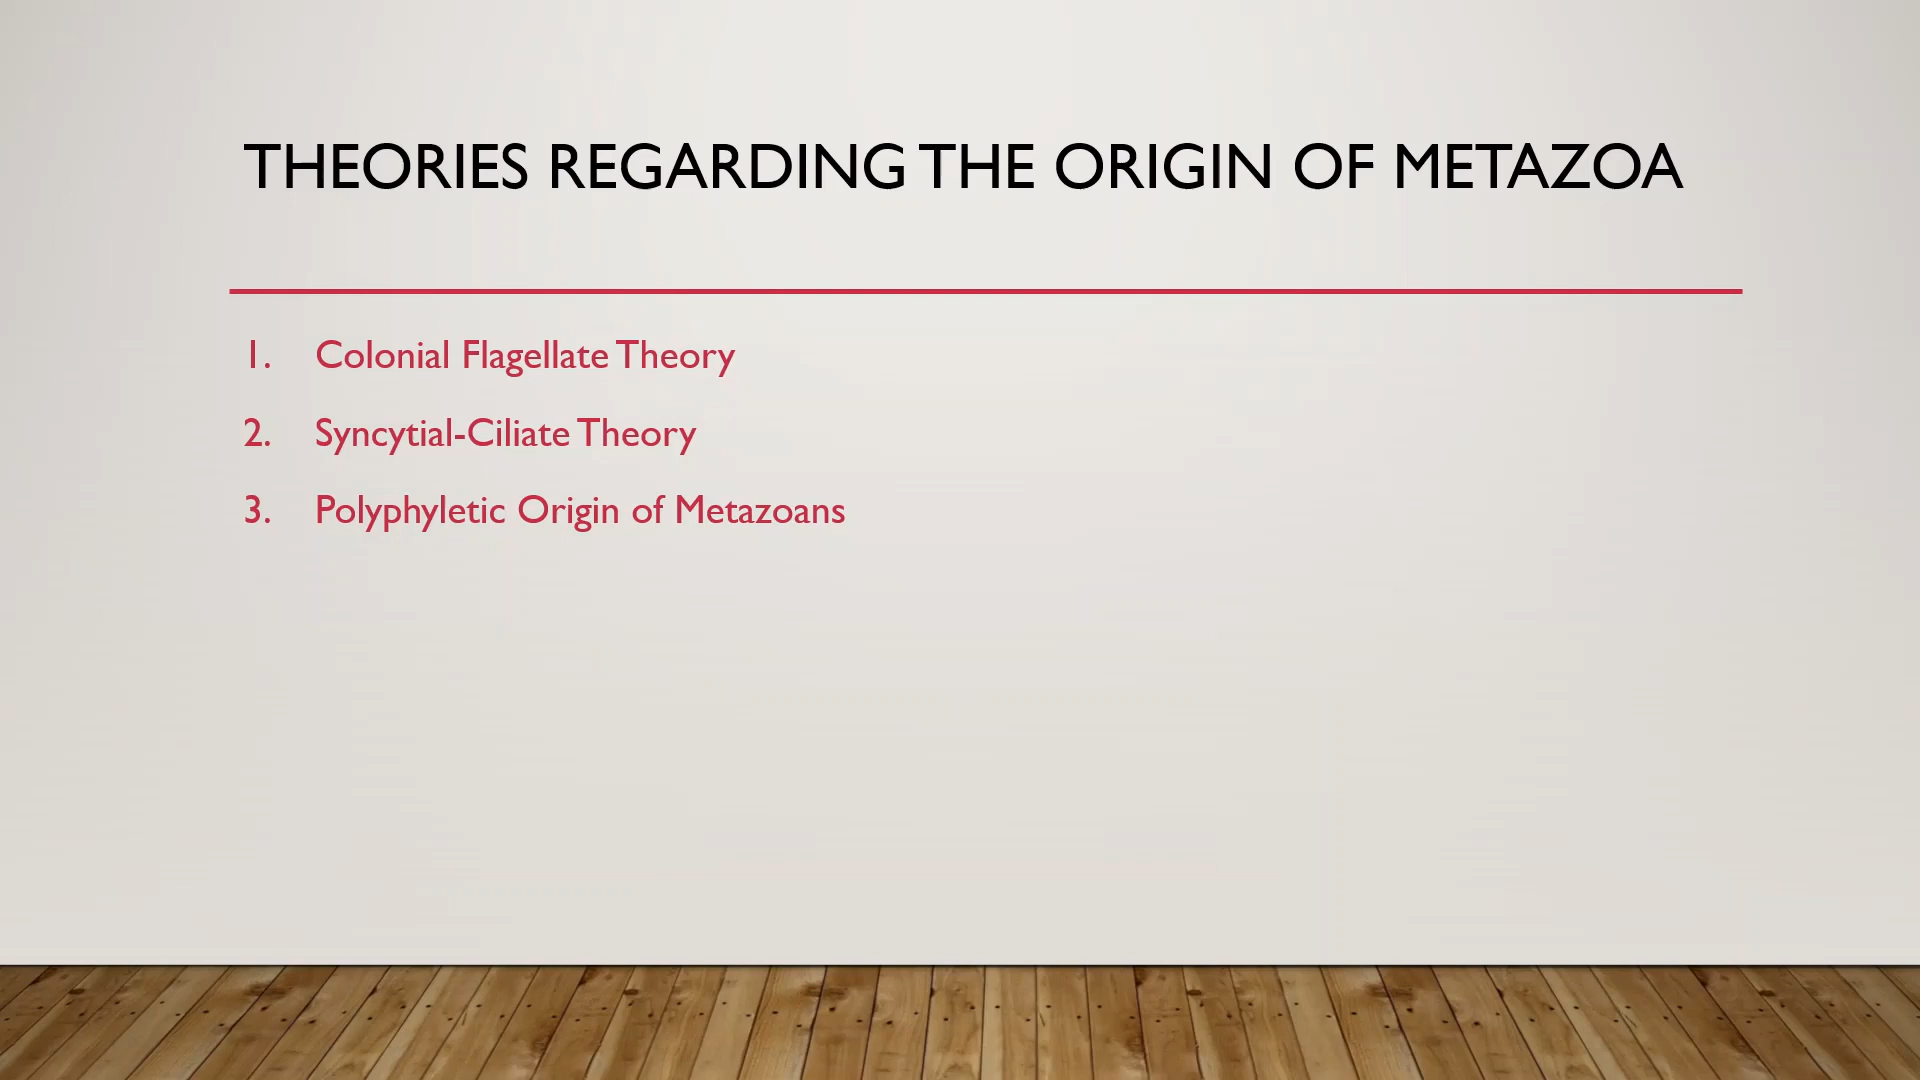 THEORIES REGARDING THE ORIGIN OF METAZOA
1. Colonial Flagellate Theory
2. Syncytial-Ciliate Theory
3. Polyphyletic Origin of Metazoans